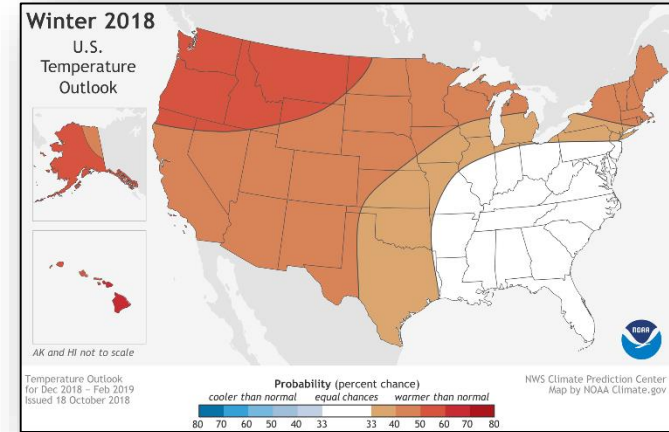 Winter 2018
U.S.
Temperature
Outlook
AK and HI not to scale
Temperature Outlook
for Dec 2018 – Feb 2019
Issued 18 October 2018
Probability (percent chance)
cooler than normal equal chances warmer than normal
80 70 60 50 40 33 33 40 50 60 70 80
NOAA
NWS Climate Prediction Center
Map by NOAA Climate.gov